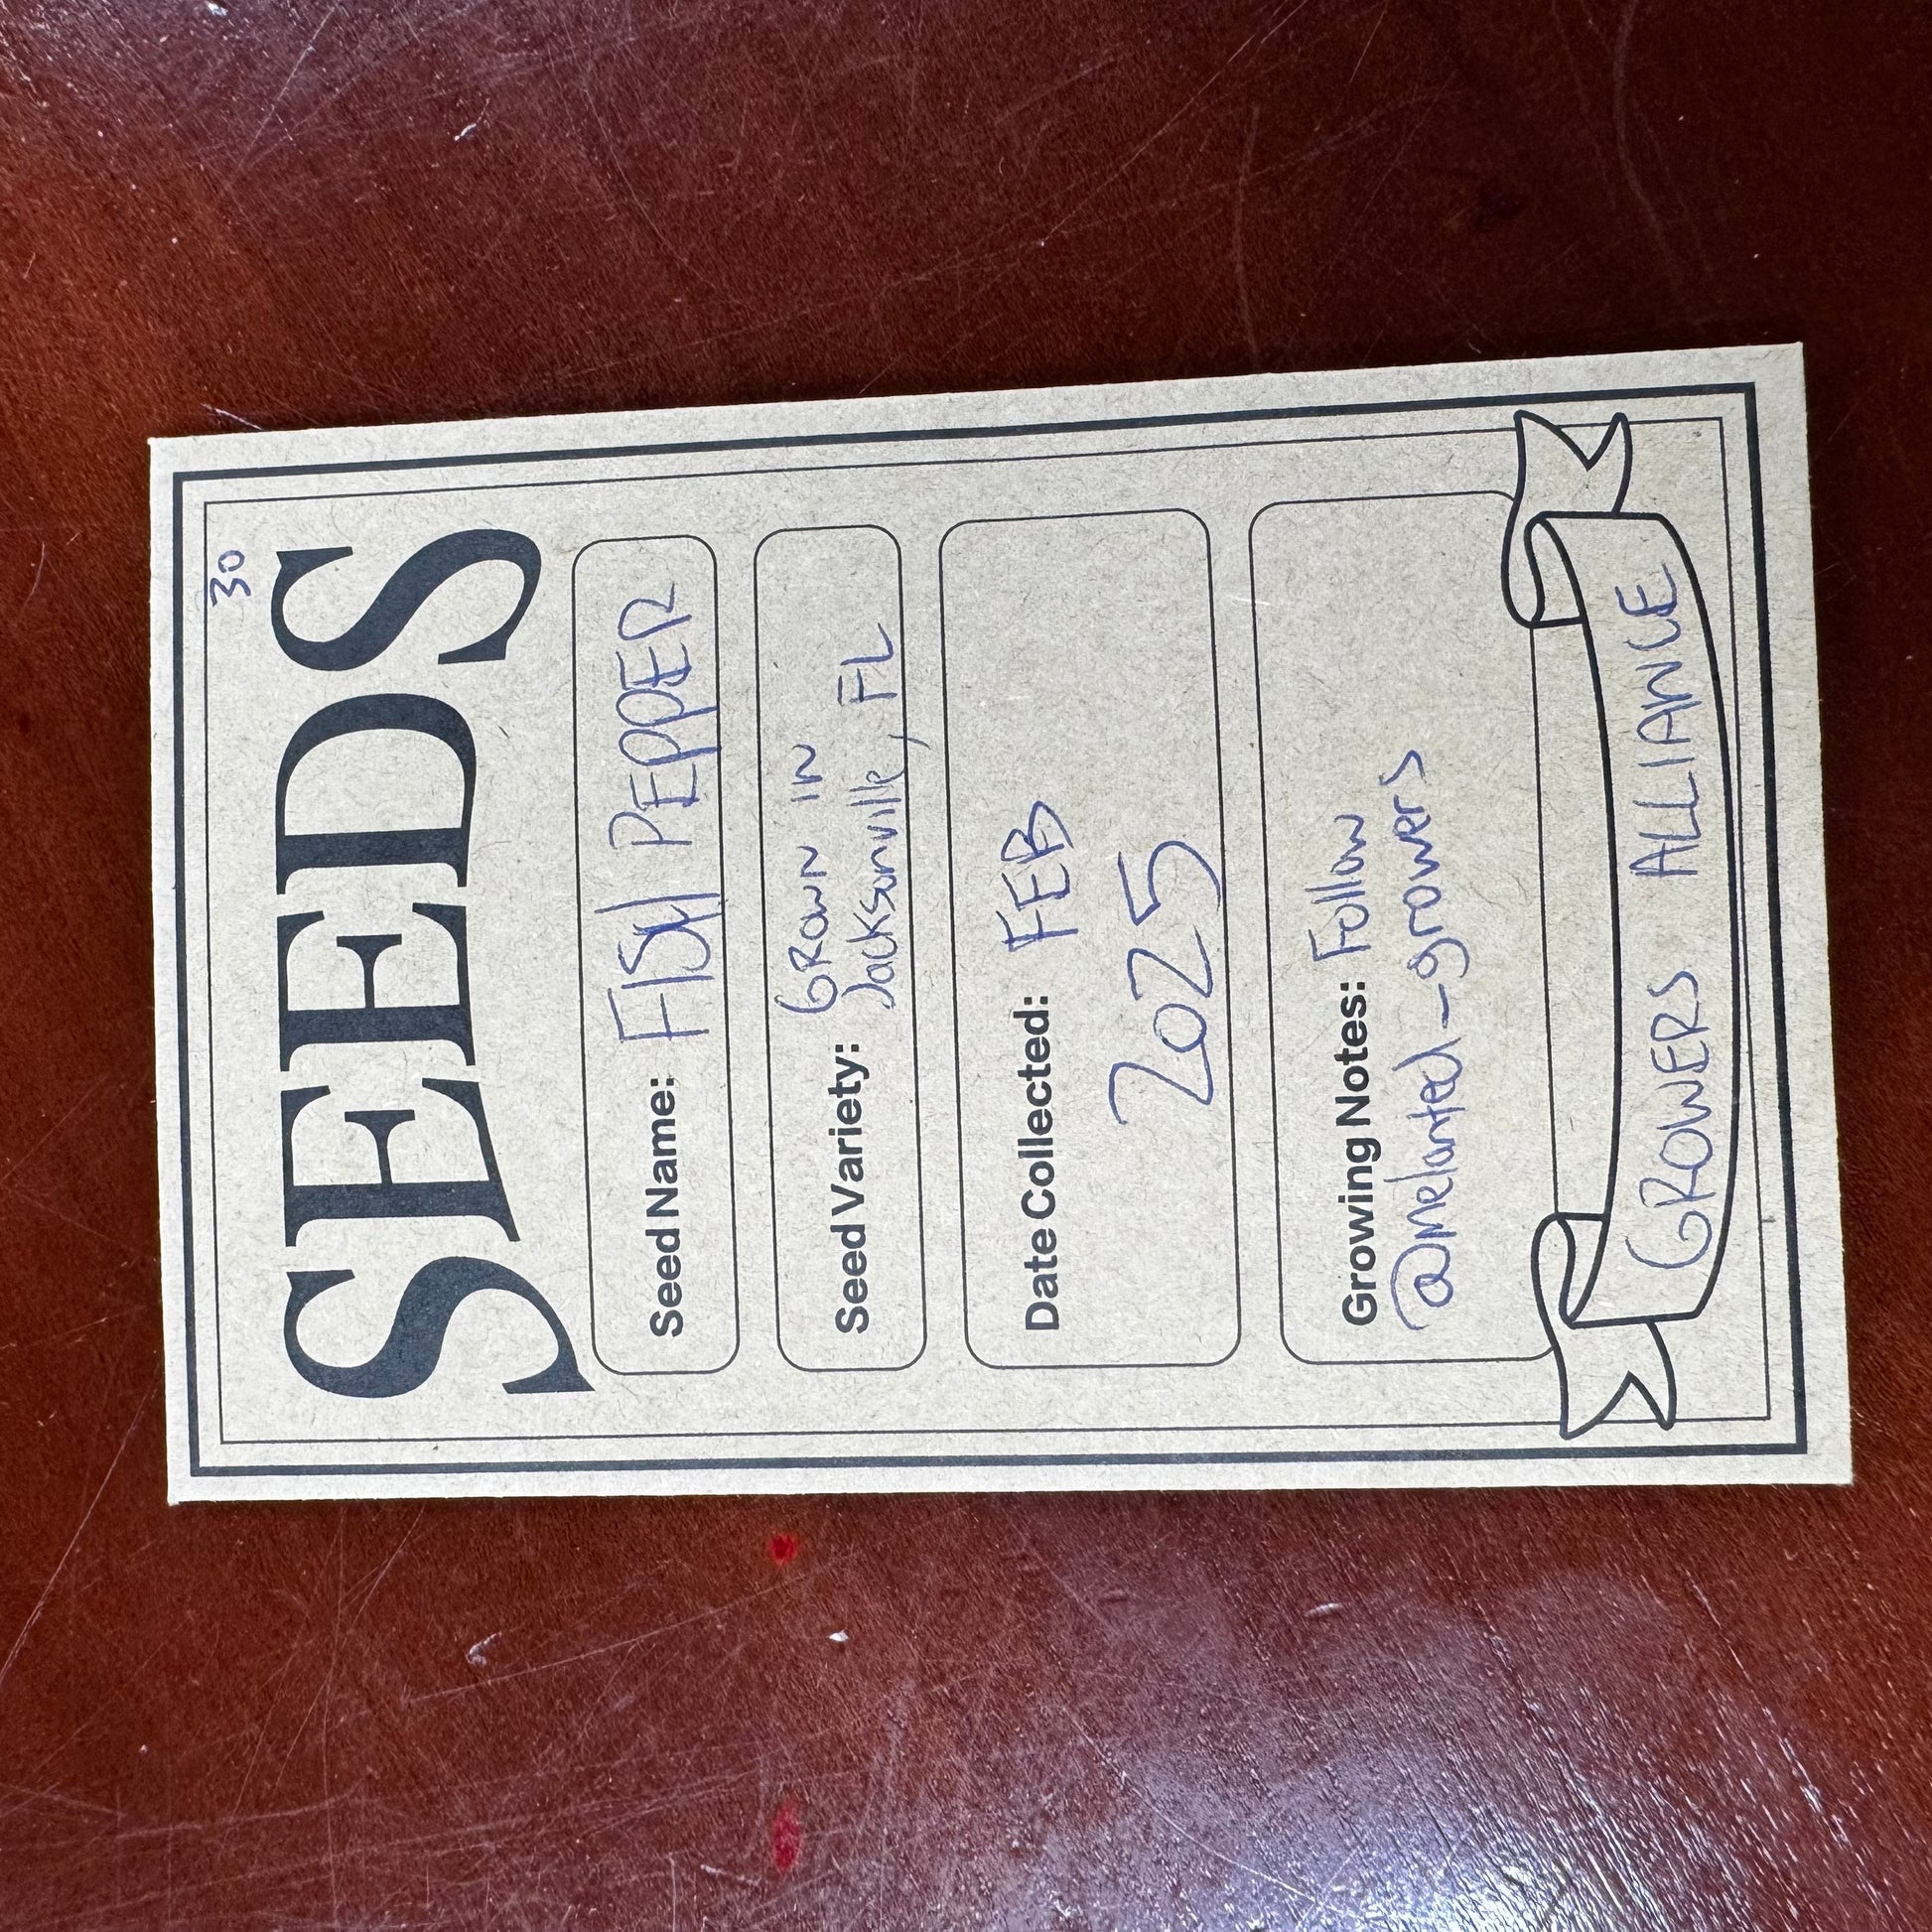 30
SEEDS
Seed Name: FISH PEPPER
Seed Variety: GROWN IN
Jacksonville, FL
Date Collected: FEB
2025
Growing Notes: Follow
@melanted_growers
GROWERS ALLIANCE